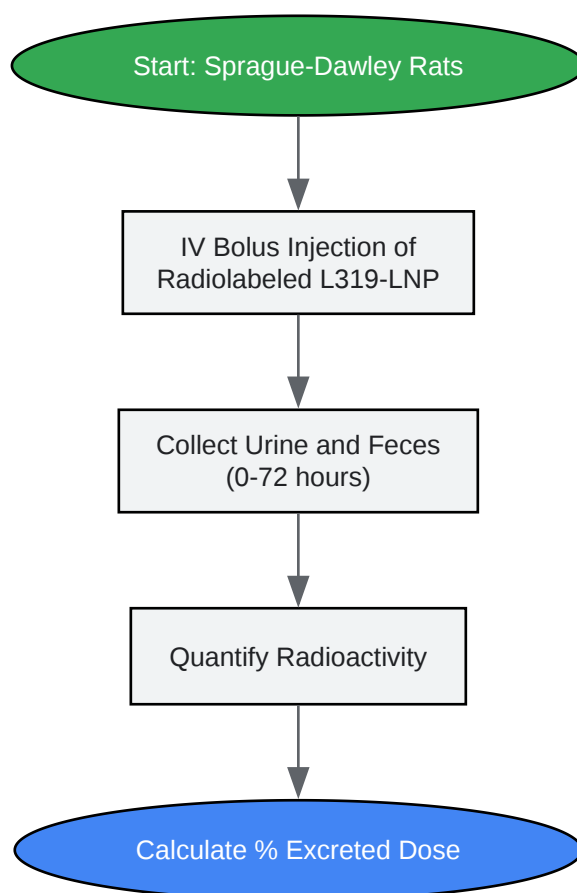 Start: Sprague-Dawley Rats
IV Bolus Injection of
Radiolabeled L319-LNP
Collect Urine and Feces
(0-72 hours)
Quantify Radioactivity
Calculate % Excreted Dose